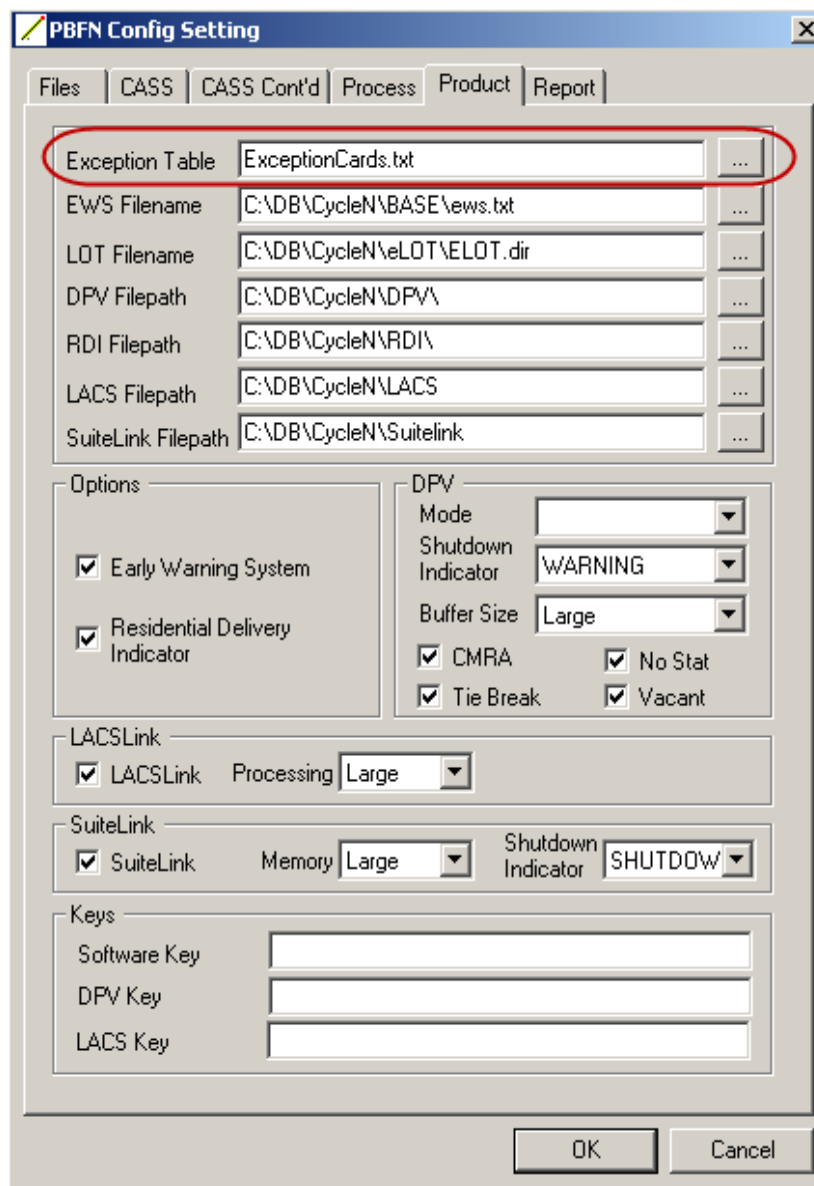 PBFN Config Setting
Files CASS CASS Cont'd Process Product Report
Exception Table ExceptionCards.txt ...
EWS Filename C:\DB\CycleN\BASE\ews.txt ...
LOT Filename C:\DB\CycleN\eLOT\ELOT.dir ...
DPV Filepath C:\DB\CycleN\DPV\ ...
RDI Filepath C:\DB\CycleN\RDI\ ...
LACS Filepath C:\DB\CycleN\LACS ...
SuiteLink Filepath C:\DB\CycleN\Suitelink ...
Options
Early Warning System
Residential Delivery
Indicator
DPV
Mode
Shutdown
Indicator WARNING
Buffer Size Large
CMRA No Stat
Tie Break Vacant
LACSLink
LACSLink Processing Large
SuiteLink
SuiteLink Memory Large Shutdown
Indicator SHUTDOW
Keys
Software Key
DPV Key
LACS Key
OK Cancel